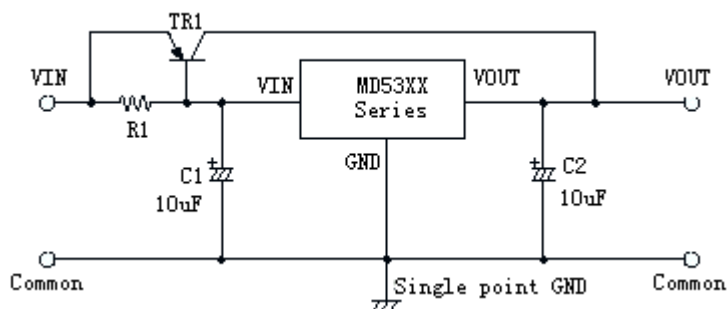 TR1
VIN
VIN
MD53XX
Series
VOUT
VOUT
R1
GND
C1
10uF
C2
10uF
Common
Single point GND
Common